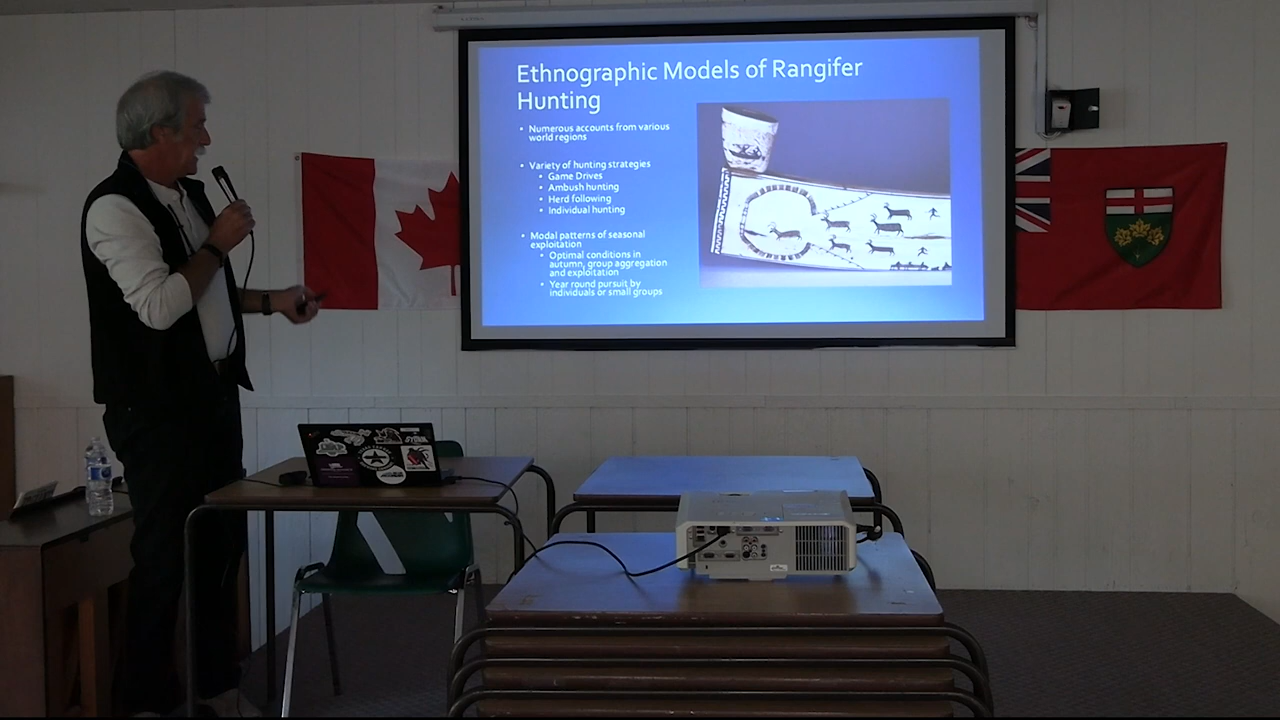 Ethnographic Models of Rangifer
Hunting
• Numerous accounts from various
world regions
• Variety of hunting strategies
• Game Drives
• Ambush hunting
• Herd following
• Individual hunting
• Modal patterns of seasonal
exploitation
• Optimal conditions in
autumn, group aggregation
and exploitation
• Year round pursuit by
individuals or small groups